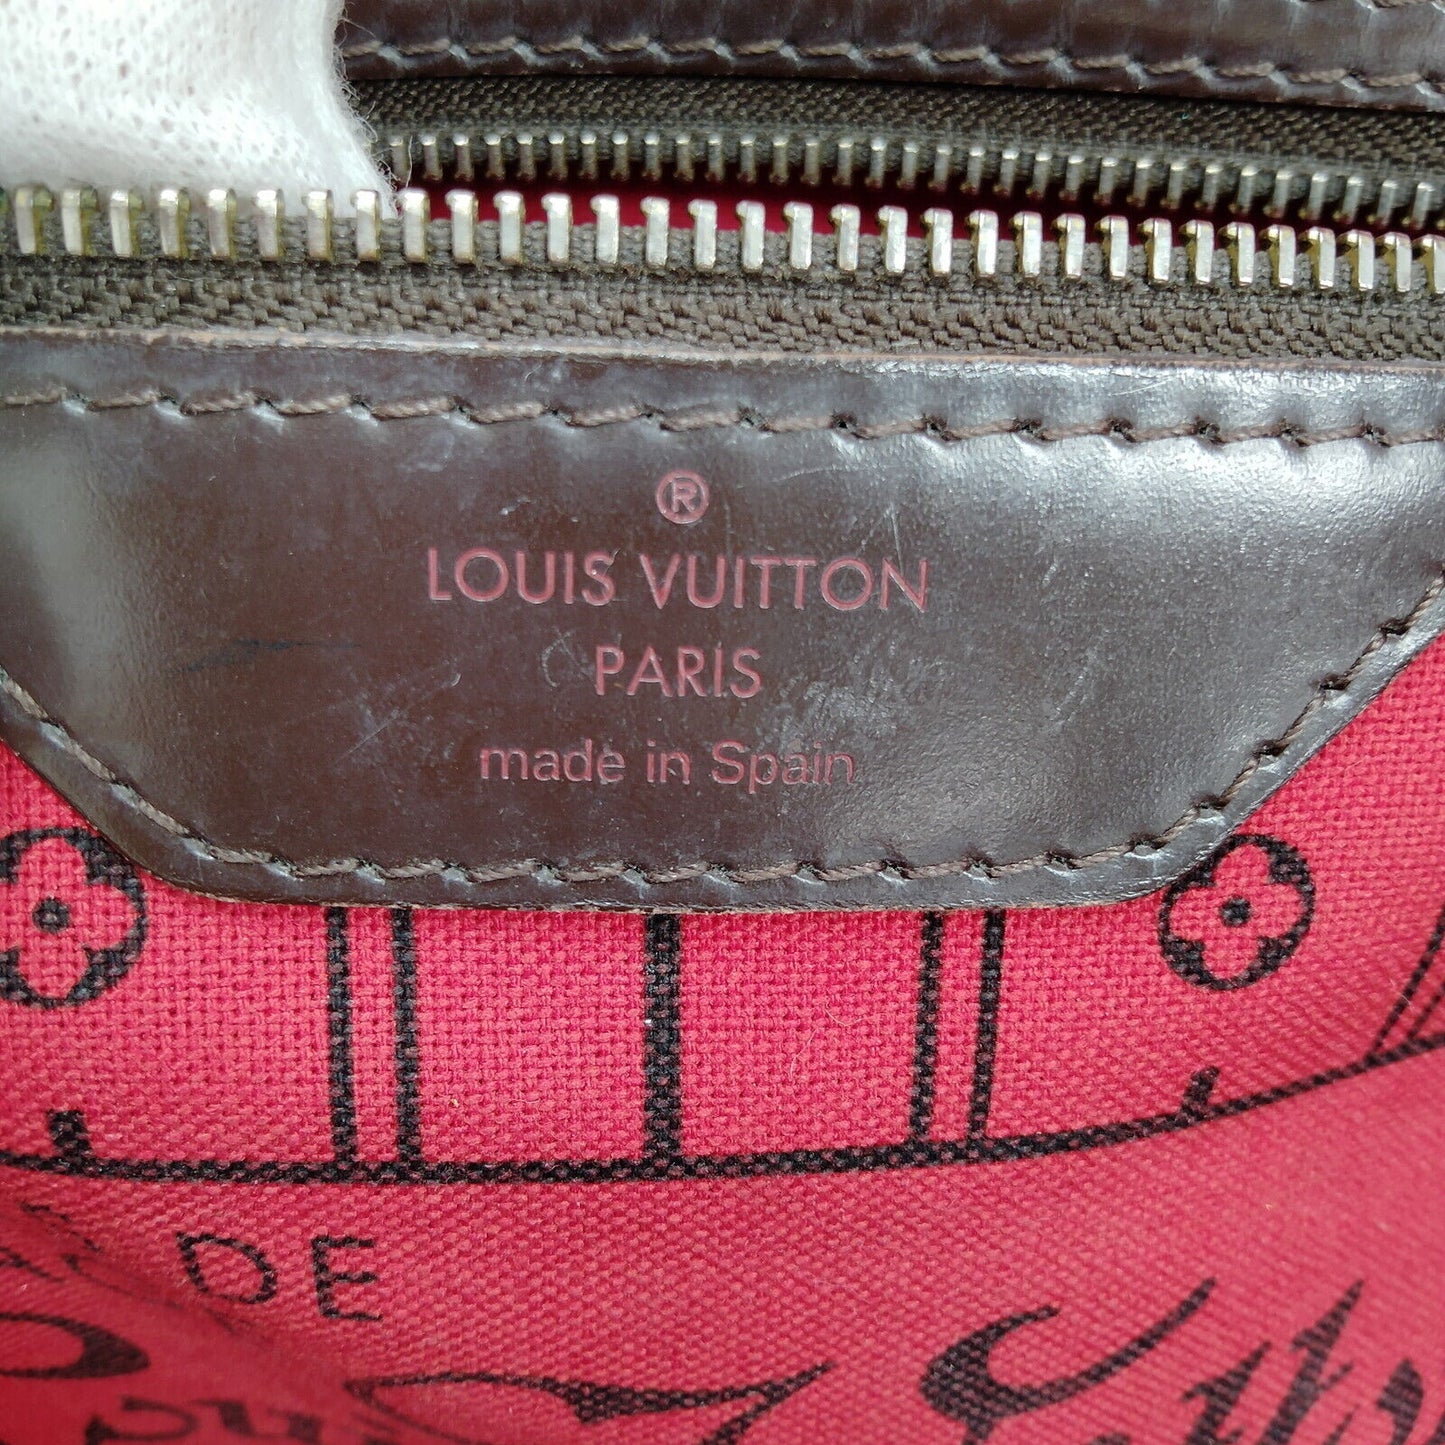 ®
LOUIS VUITTON
PARIS
made in Spain
DE